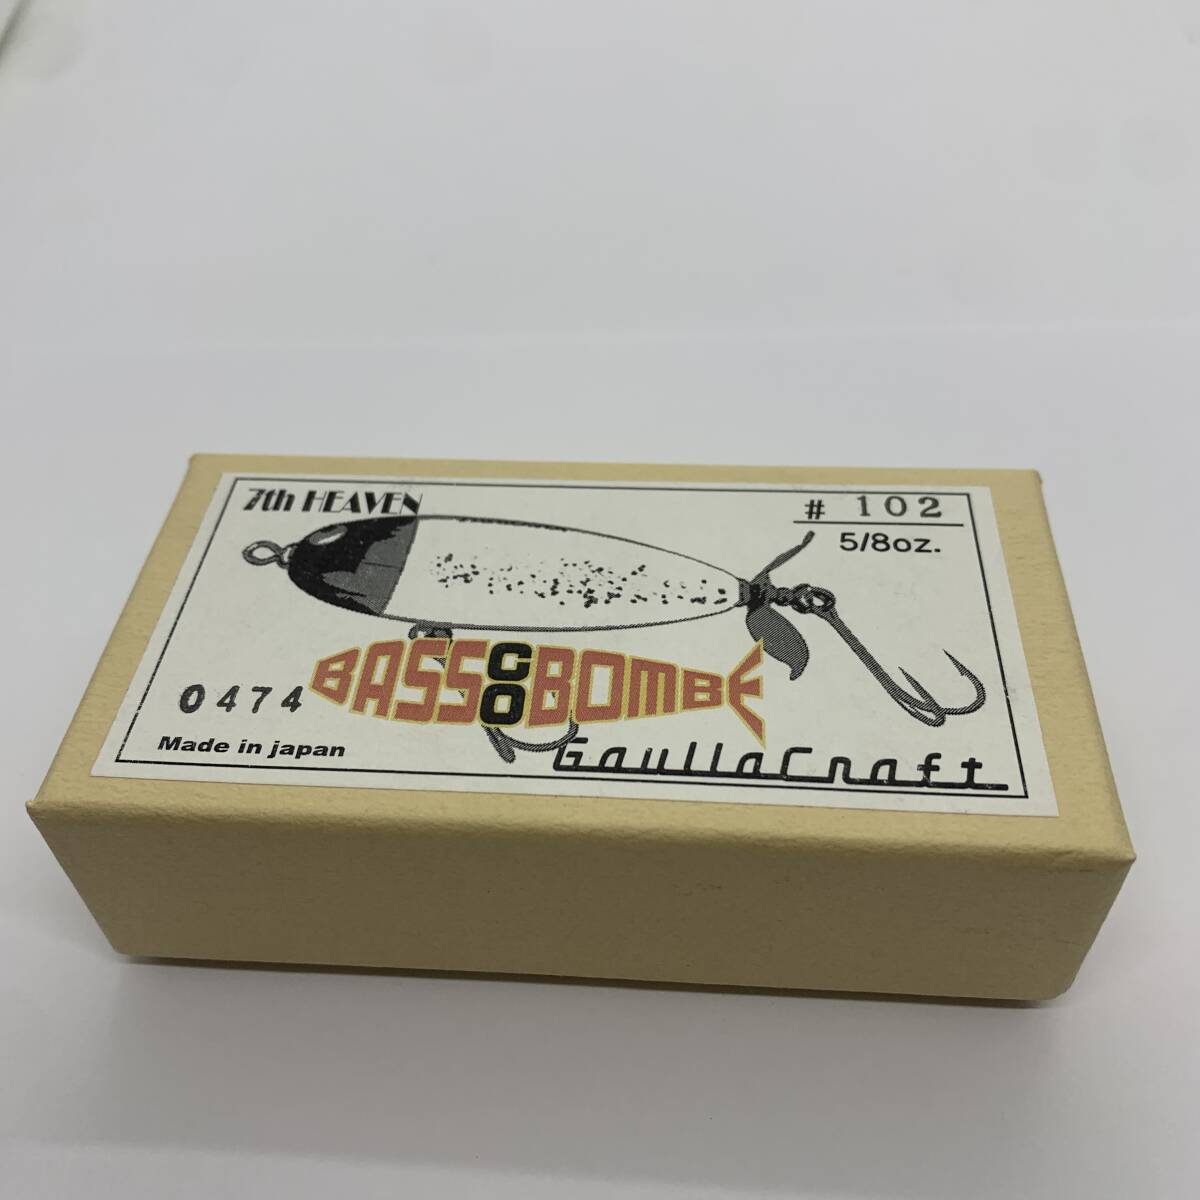 7th HEAVEN
# 102
5/8oz.
BASS CO BOMBE
0474
Made in japan
GaullaCraft